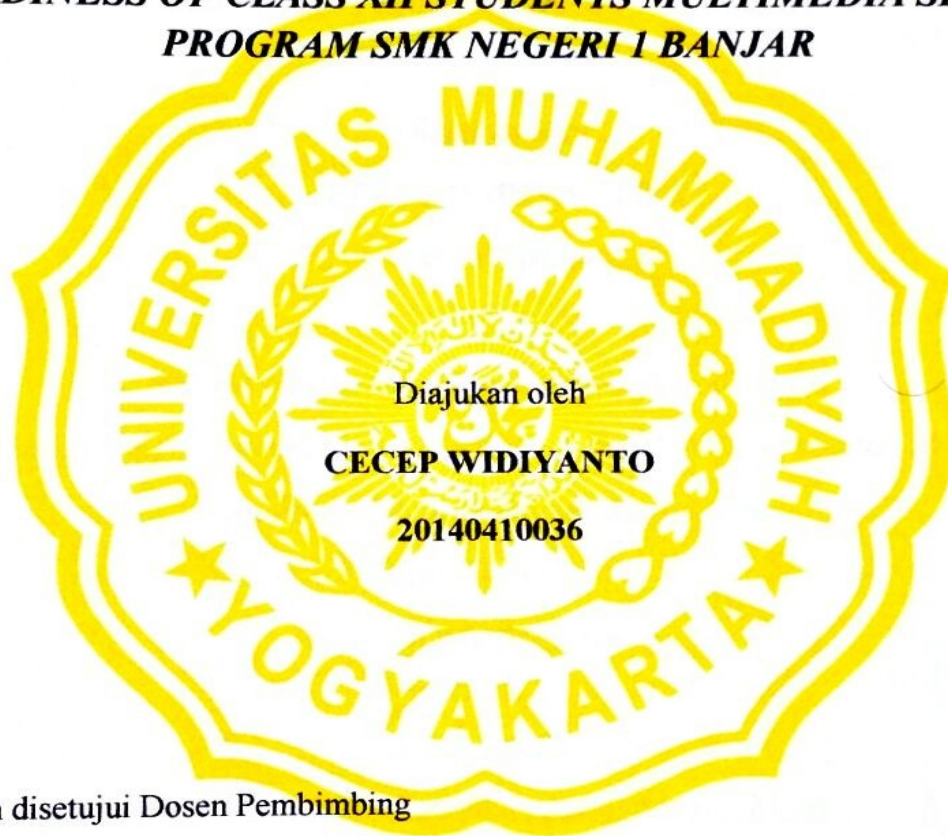 OF CLASS XII STUDENTS MULTIMEDIA
PROGRAM SMK NEGERI 1 BANJAR
UNIVERSITAS MUHAMMADIYAH
YOGYAKARTA
Diajukan oleh
CECEP WIDIYANTO
20140410036
disetujui Dosen Pembimbing